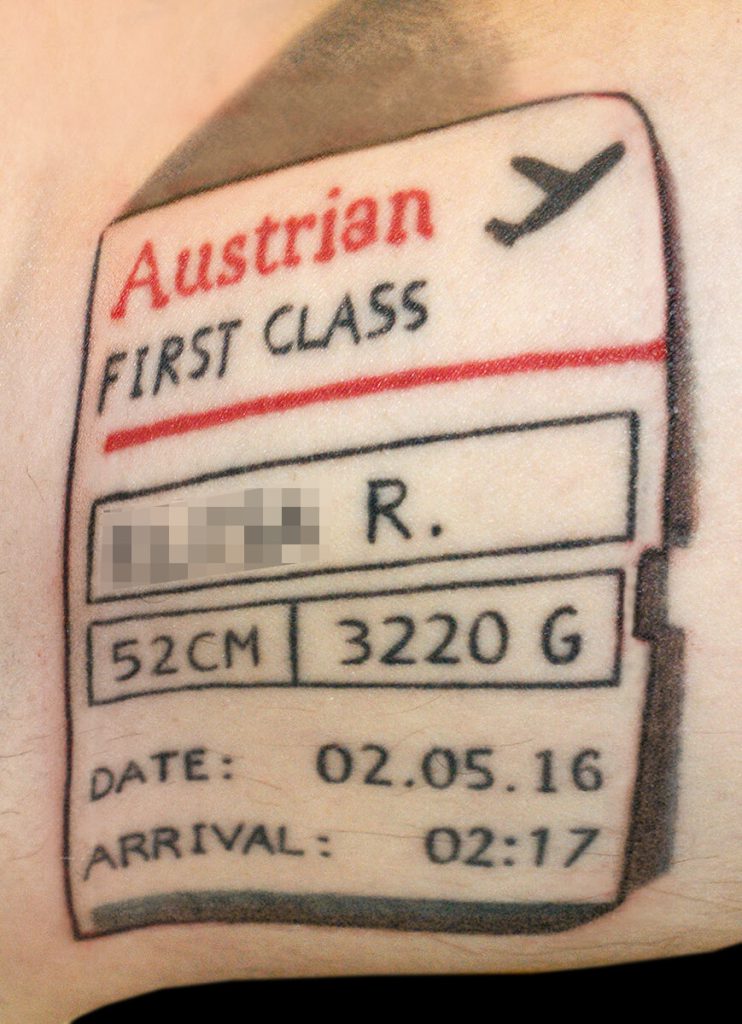 Austrian
FIRST CLASS
R.
52CM 3220 G
DATE: 02.05.16
ARRIVAL: 02:17